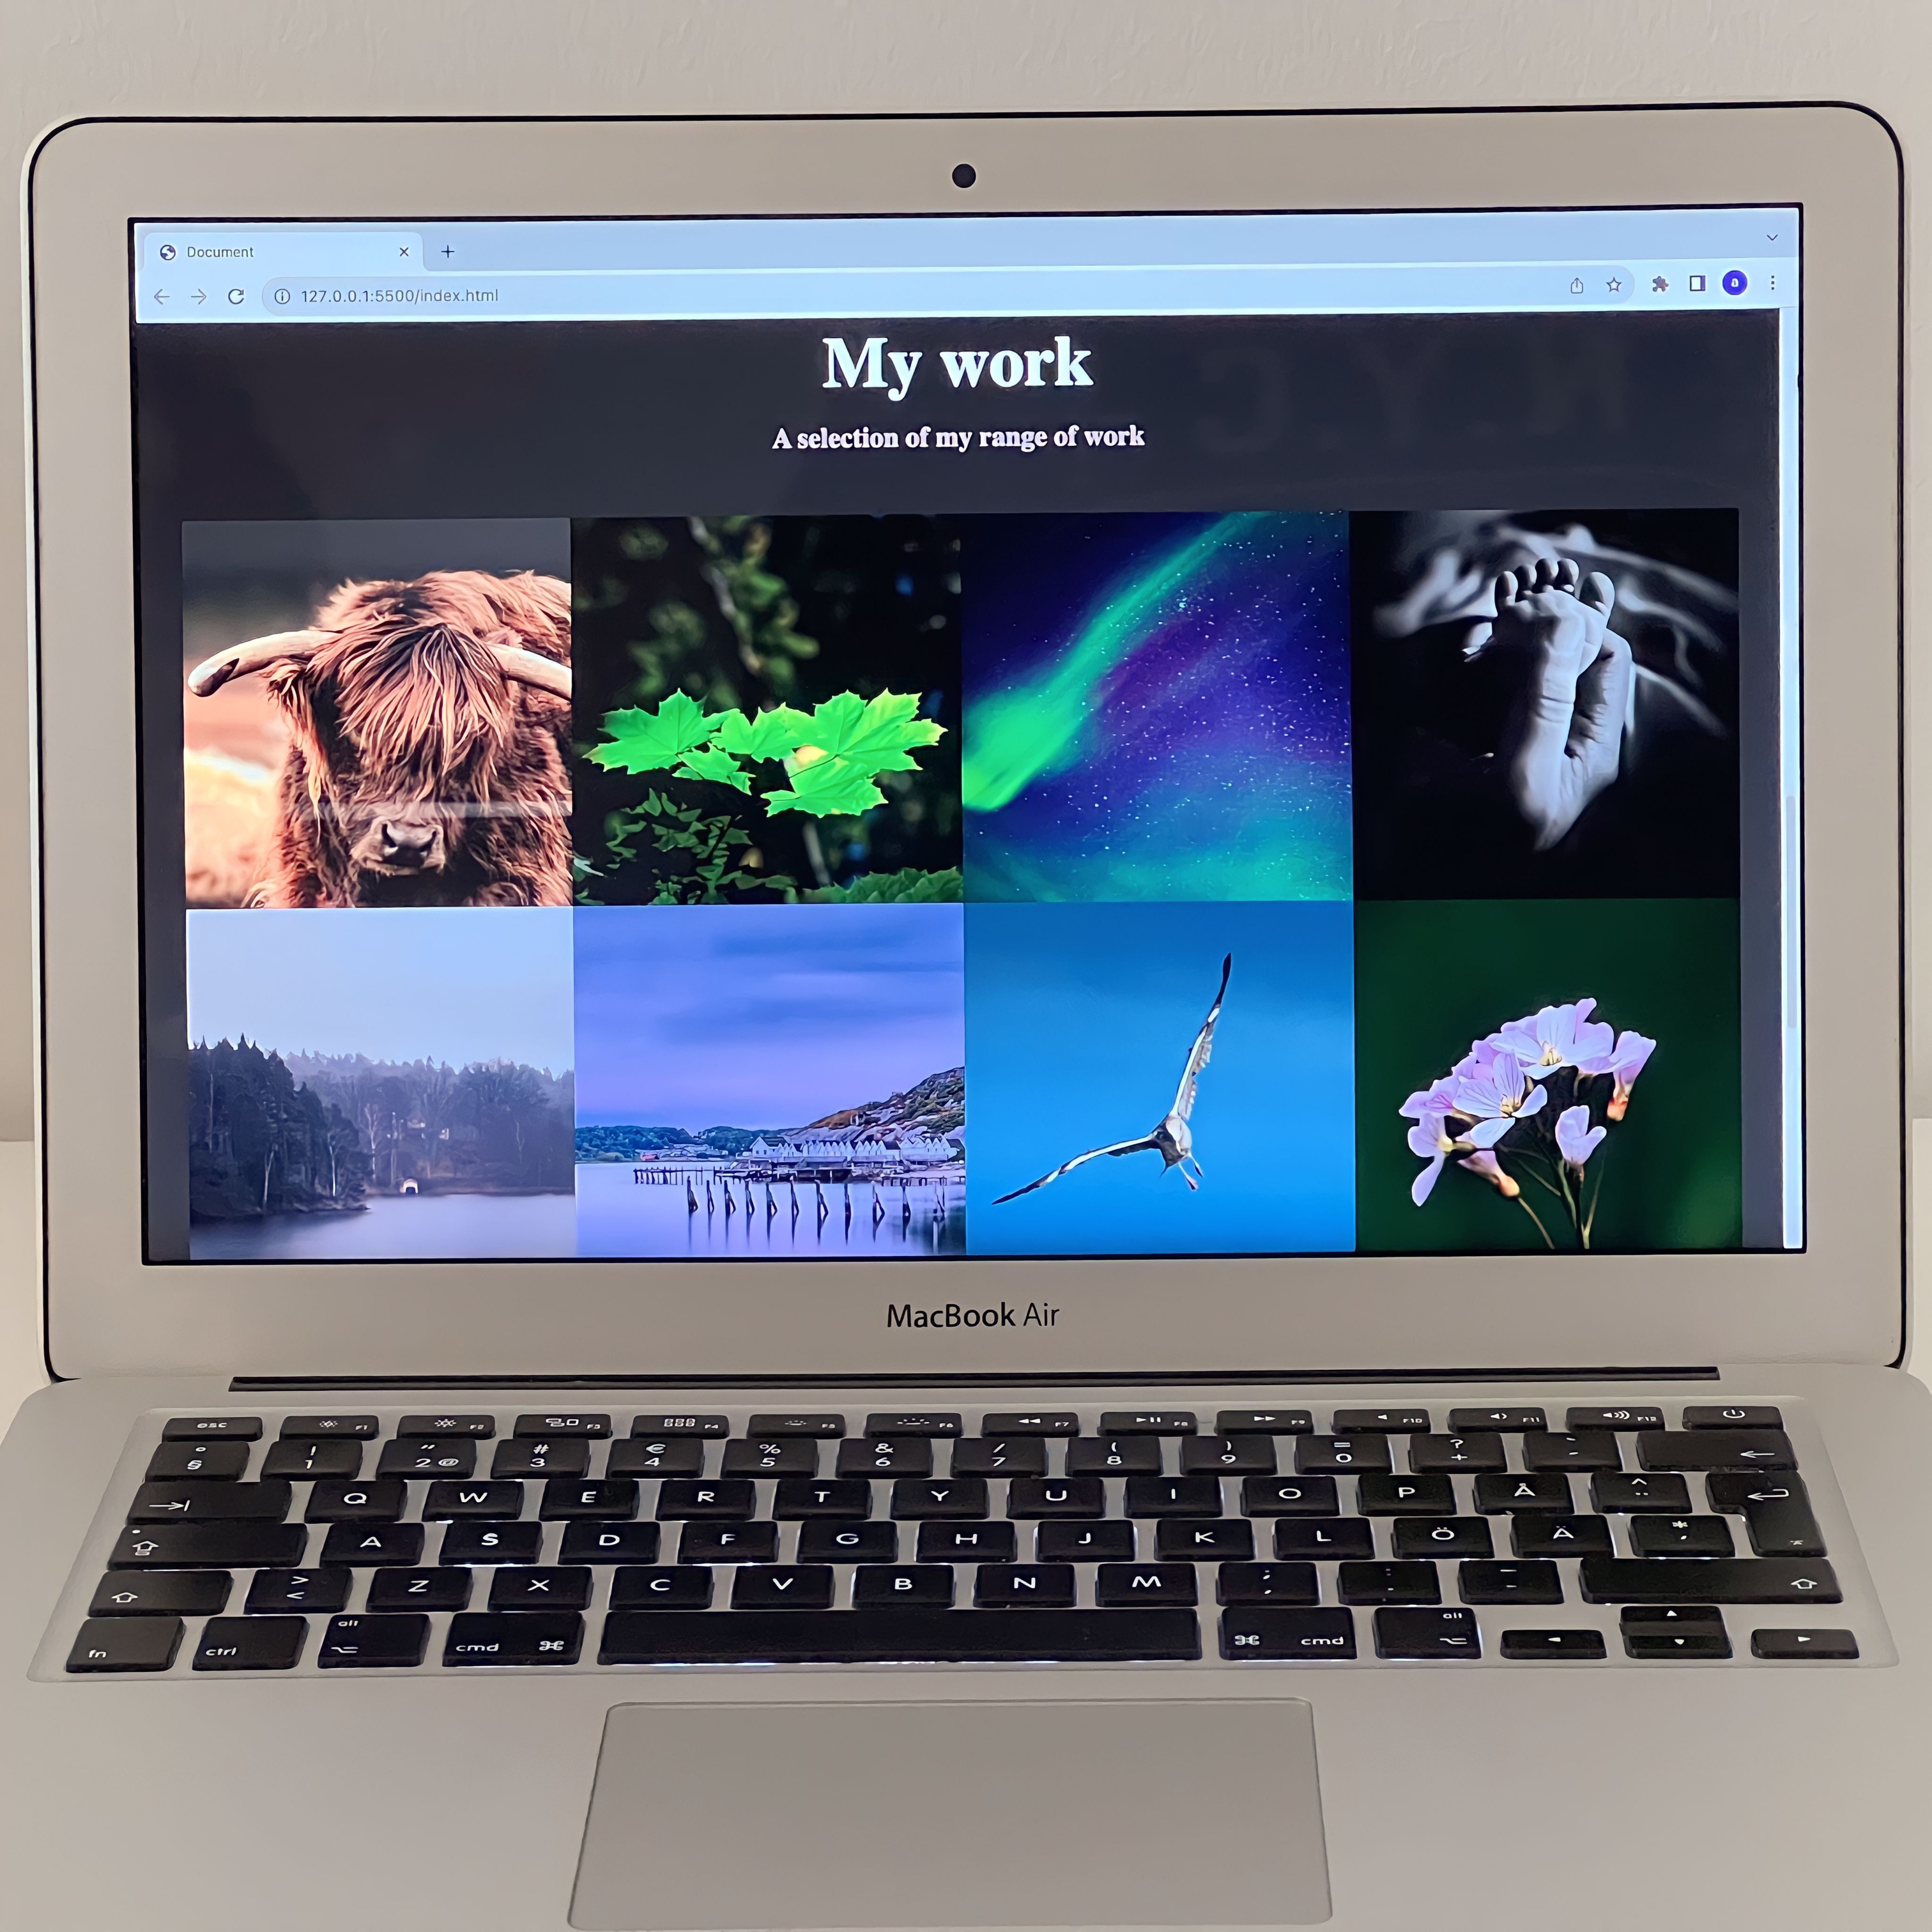 Document
127.0.0.1:5500/index.html
a
My work
A selection of my range of work
MacBook Air
esc F1 F2 F3 F4 F5 F6 F7 F8 F9 F10 F11 F12
° § ! 1 " 2 @ # 3 € 4 % 5 & 6 / 7 ( 8 ) 9 = 0 ? + ` ´
Q W E R T Y U I O P Å ^ ¨
A S D F G H J K L Ö Ä * '
> < Z X C V B N M ; , : . _ -
fn ctrl alt cmd ⌘ ⌘ cmd alt